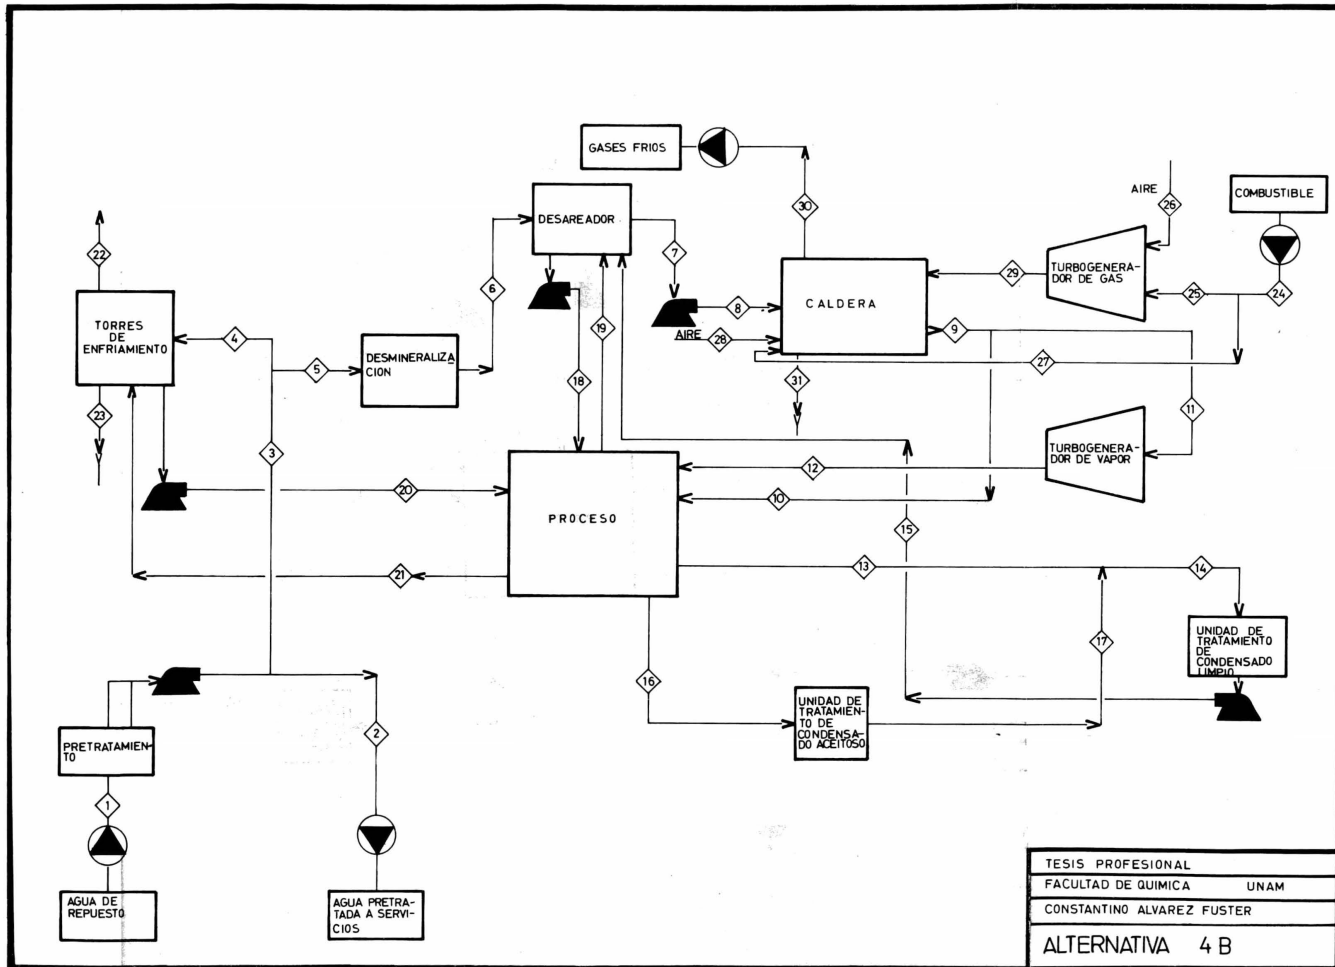 GASES FRIOS
30
AIRE
26
COMBUSTIBLE
DESAREADOR
7
22
6
TURBOGENERA-
DOR DE GAS
29
25
24
CALDERA
8
9
TORRES
DE
ENFRIAMIENTO
4
19
AIRE
28
5
DESMINERALIZA
CION
27
18
31
11
23
3
TURBOGENERA-
DOR DE VAPOR
12
20
10
PROCESO
15
21
13
14
UNIDAD DE
TRATAMIENTO
DE
CONDENSADO
LIMPIO
17
16
UNIDAD DE
TRATAMIEN-
TO DE
CONDENSA-
DO ACEITOSO
2
PRETRATAMIEN-
TO
1
AGUA DE
REPUESTO
AGUA PRETRA-
TADA A SERVI-
CIOS
TESIS PROFESIONAL
FACULTAD DE QUIMICA UNAM
CONSTANTINO ALVAREZ FUSTER
ALTERNATIVA 4 B